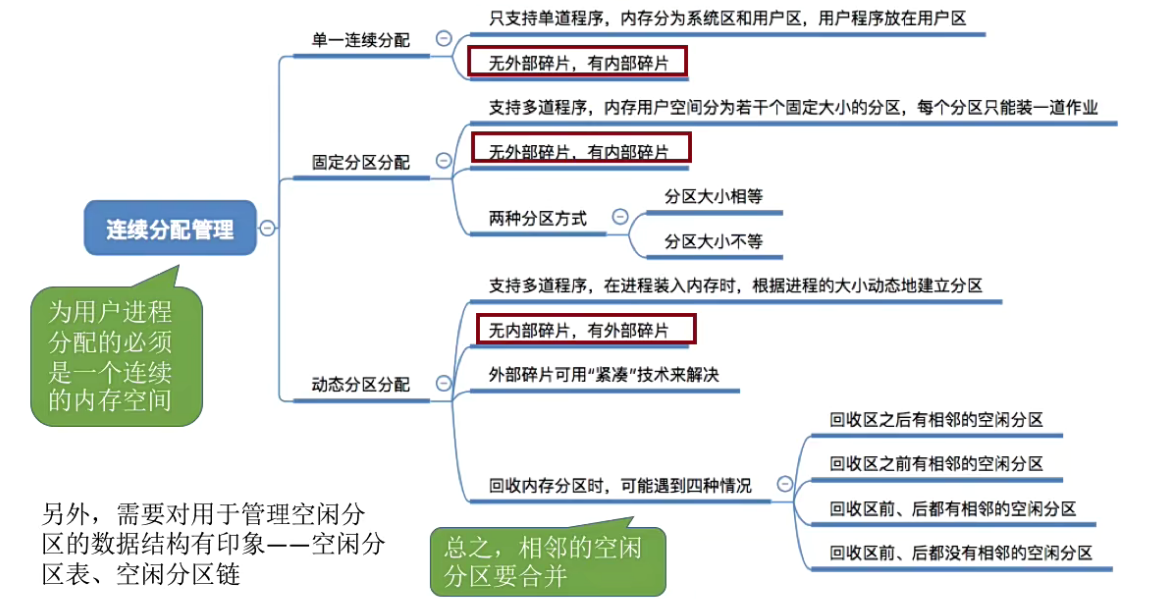 只支持单道程序，内存分为系统区和用户区，用户程序放在用户区
单一连续分配
无外部碎片，有内部碎片
支持多道程序，内存用户空间分为若干个固定大小的分区，每个分区只能装一道作业
固定分区分配
无外部碎片，有内部碎片
两种分区方式
分区大小相等
分区大小不等
连续分配管理
为用户进程
分配的必须
是一个连续
的内存空间
支持多道程序，在进程装入内存时，根据进程的大小动态地建立分区
无内部碎片，有外部碎片
动态分区分配
外部碎片可用“紧凑”技术来解决
回收内存分区时，可能遇到四种情况
回收区之后有相邻的空闲分区
回收区之前有相邻的空闲分区
回收区前、后都有相邻的空闲分区
回收区前、后都没有相邻的空闲分区
总之，相邻的空闲
分区要合并
另外，需要对用于管理空闲分
区的数据结构有印象——空闲分
区表、空闲分区链